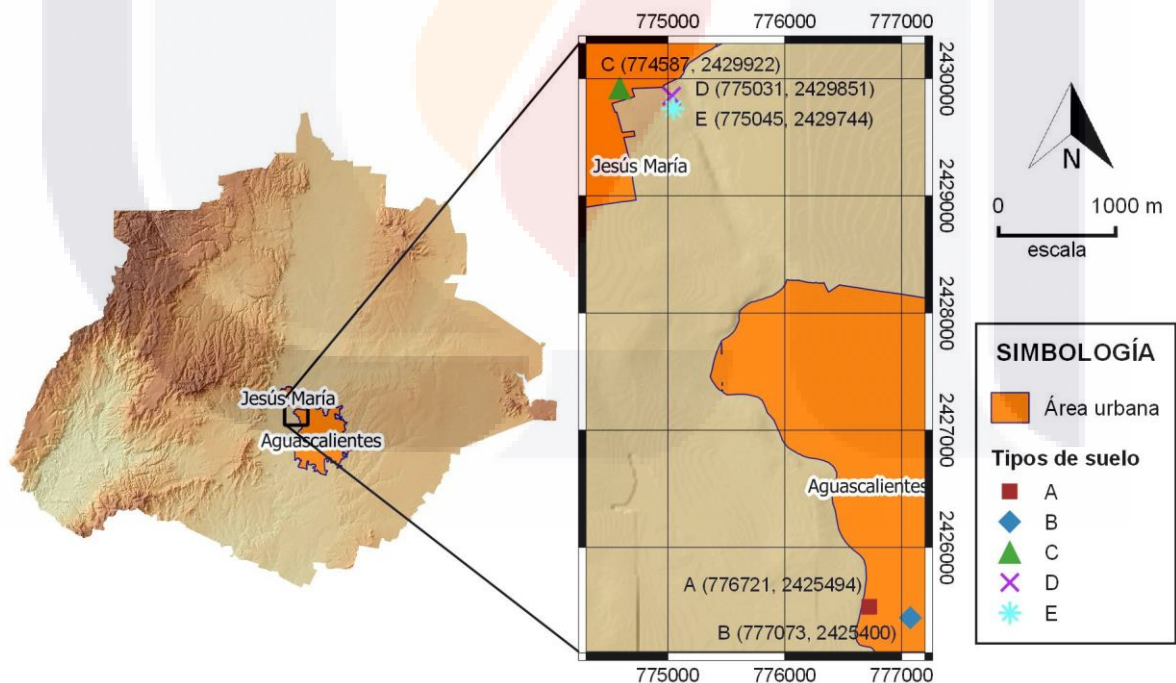 775000 776000 777000
C (774587, 2429922)
D (775031, 2429851)
E (775045, 2429744)
Jesús María
2430000
2429000
2428000
2427000
2426000
Aguascalientes
A (776721, 2425494)
B (777073, 2425400)
775000 776000 777000
Jesús María
Aguascalientes
N
0 1000 m
escala
SIMBOLOGÍA
Área urbana
Tipos de suelo
A
B
C
D
E